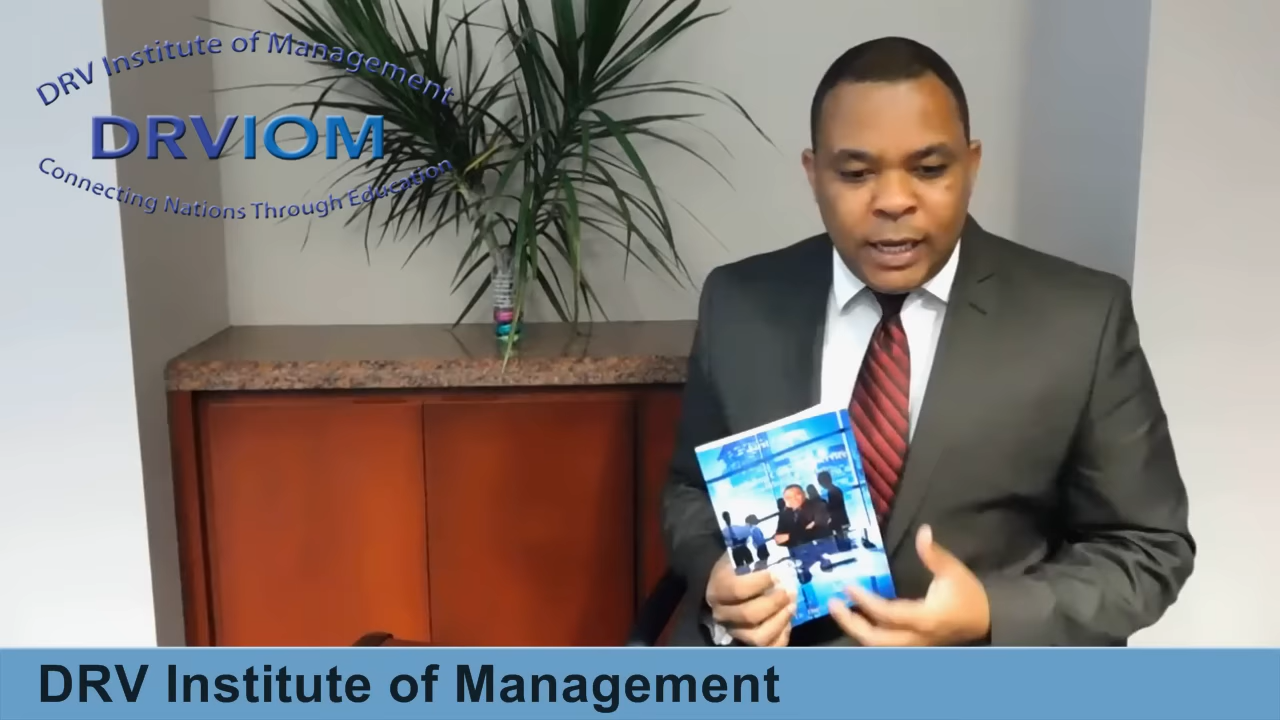 DRV Institute of Management
DRVIOM
Connecting Nations Through Education
DRV Institute of Management